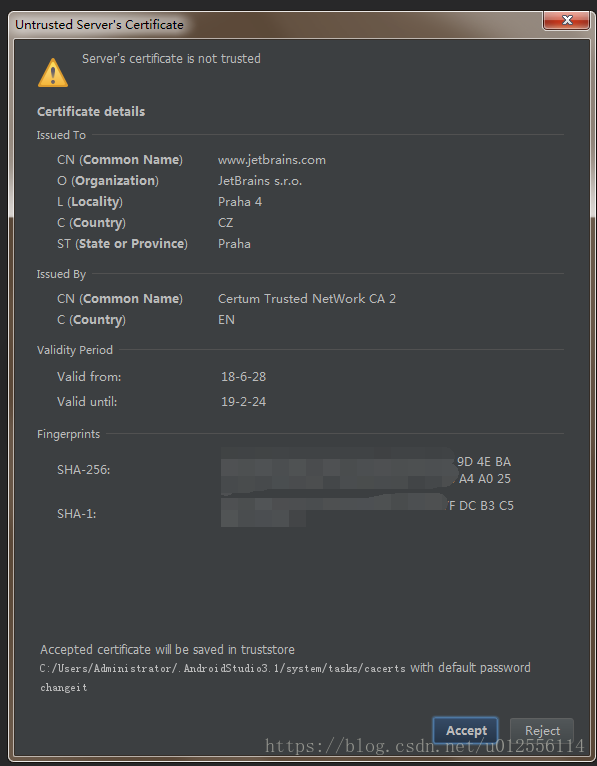 Untrusted Server's Certificate
Server's certificate is not trusted
Certificate details
Issued To
CN (Common Name) www.jetbrains.com
O (Organization) JetBrains s.r.o.
L (Locality) Praha 4
C (Country) CZ
ST (State or Province) Praha
Issued By
CN (Common Name) Certum Trusted NetWork CA 2
C (Country) EN
Validity Period
Valid from: 18-6-28
Valid until: 19-2-24
Fingerprints
9D 4E BA
SHA-256:
A4 A0 25
F DC B3 C5
SHA-1:
Accepted certificate will be saved in truststore
C:/Users/Administrator/.AndroidStudio3.1/system/tasks/cacerts with default password
changeit
Accept Reject
https://blog.csdn.net/u012556114